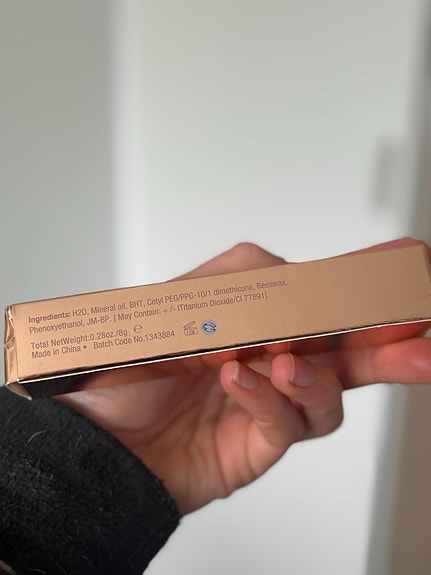 Ingredients: H2O, Mineral oil, BHT, Cetyl PEG/PPG-10/1 dimethicone, Beeswax,
Phenoxyethanol, JM-BP. [ May Contain: + /- ITitanium Dioxide/CI 77891].
Total NetWeight:0.28oz./8g ℮
Made in China * Batch Code No.1343884